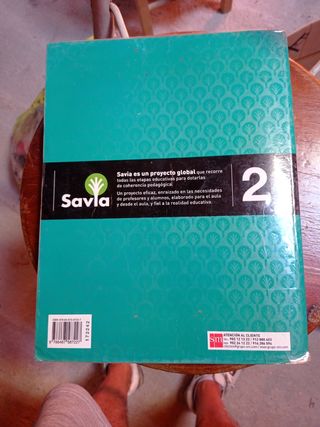 Savia
Savia es un proyecto global que recorre
todas las etapas educativas para dotarlas
de coherencia pedagógica.
Un proyecto eficaz, enraizado en las necesidades
de profesores y alumnos, elaborado para el aula
y desde el aula, y fiel a la realidad educativa.
2
172242
sm
ATENCIÓN AL CLIENTE